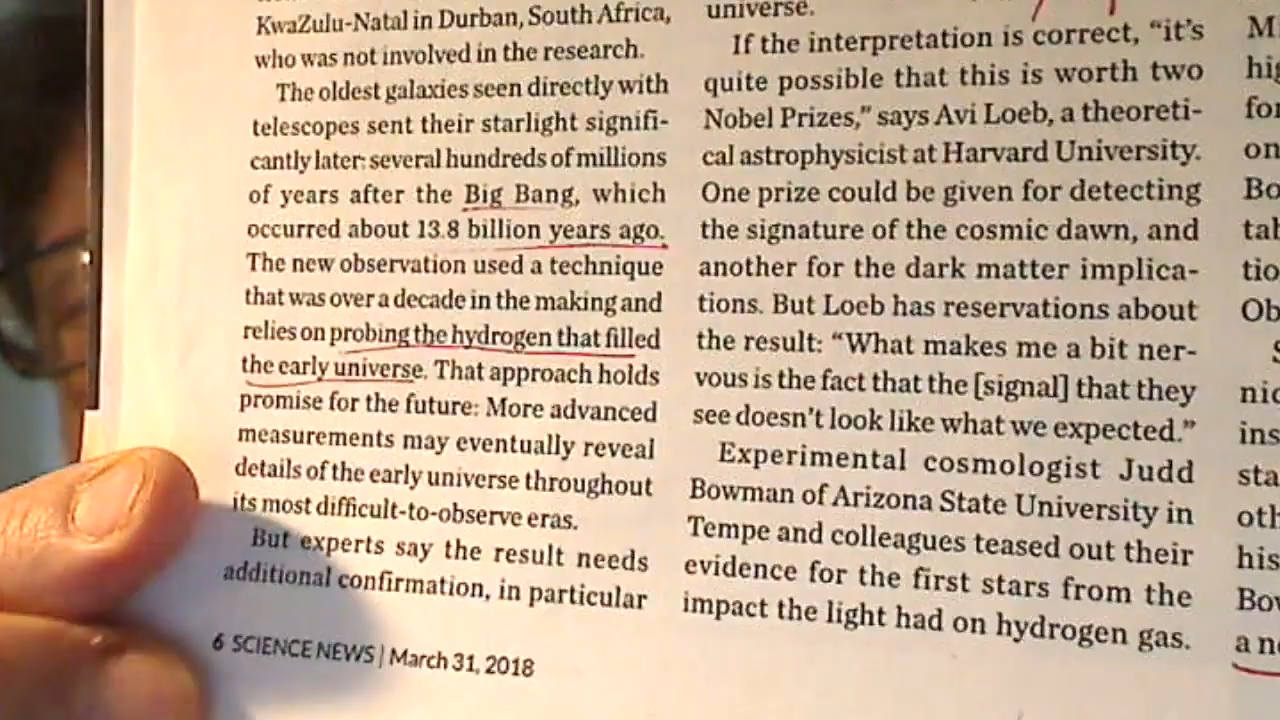 KwaZulu-Natal in Durban, South Africa,
who was not involved in the research.
The oldest galaxies seen directly with
telescopes sent their starlight signifi-
cantly later: several hundreds of millions
of years after the Big Bang, which
occurred about 13.8 billion years ago.
The new observation used a technique
that was over a decade in the making and
relies on probing the hydrogen that filled
the early universe. That approach holds
promise for the future: More advanced
measurements may eventually reveal
details of the early universe throughout
its most difficult-to-observe eras.
But experts say the result needs
additional confirmation, in particular
6 SCIENCE NEWS | March 31, 2018
universe.
If the interpretation is correct, “it’s
quite possible that this is worth two
Nobel Prizes,” says Avi Loeb, a theoreti-
cal astrophysicist at Harvard University.
One prize could be given for detecting
the signature of the cosmic dawn, and
another for the dark matter implica-
tions. But Loeb has reservations about
the result: “What makes me a bit ner-
vous is the fact that the [signal] that they
see doesn’t look like what we expected.”
Experimental cosmologist Judd
Bowman of Arizona State University in
Tempe and colleagues teased out their
evidence for the first stars from the
impact the light had on hydrogen gas.